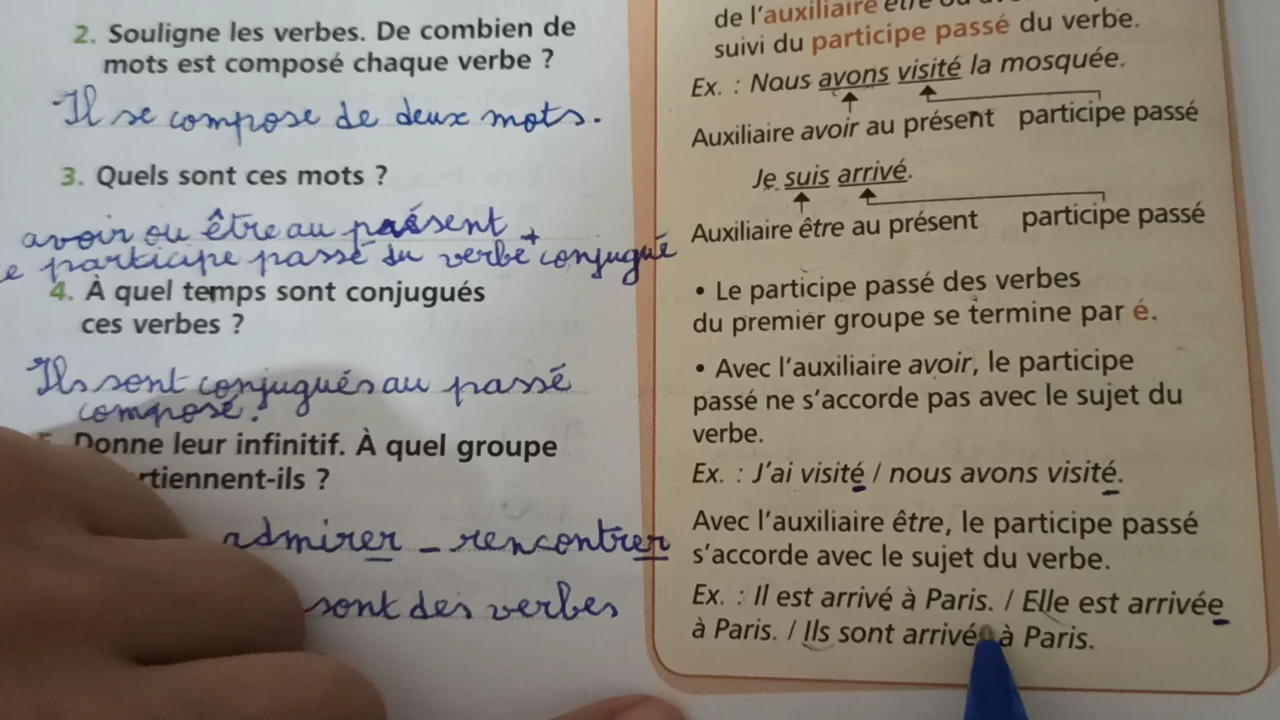 2. Souligne les verbes. De combien de
mots est composé chaque verbe ?
Il se compose de deux mots.
3. Quels sont ces mots ?
avoir ou être au présent +
participe passé du verbe conjugué
4. À quel temps sont conjugués
ces verbes ?
Ils sont conjugués au passé
composé.
Donne leur infinitif. À quel groupe
rtiennent-ils ?
admirer - rencontrer
sont des verbes
de l'auxiliaire être ou
suivi du participe passé du verbe.
Ex. : Nous avons visité la mosquée.
Auxiliaire avoir au présent participe passé
Je suis arrivé.
Auxiliaire être au présent participe passé
• Le participe passé des verbes
du premier groupe se termine par é.
• Avec l'auxiliaire avoir, le participe
passé ne s'accorde pas avec le sujet du
verbe.
Ex. : J'ai visité / nous avons visité.
Avec l'auxiliaire être, le participe passé
s'accorde avec le sujet du verbe.
Ex. : Il est arrivé à Paris. / Elle est arrivée
à Paris. / Ils sont arrivé à Paris.